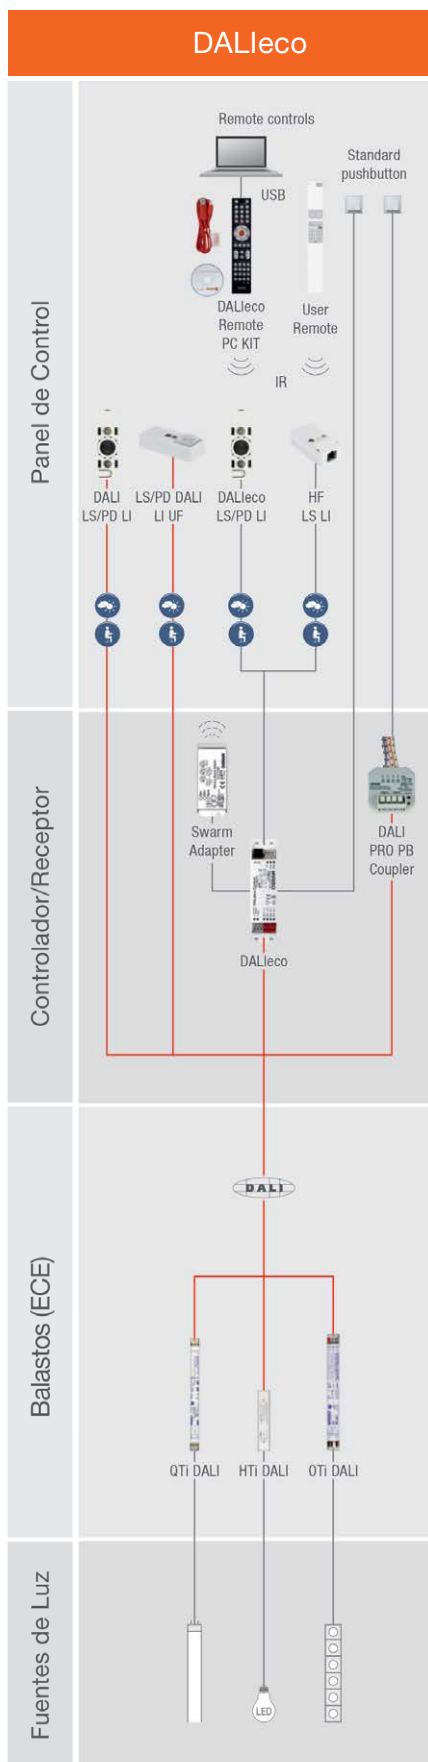 DALIeco
Panel de Control
Remote controls
Standard
pushbutton
USB
DALIeco
Remote
PC KIT
User
Remote
IR
DALI
LS/PD LI
LS/PD DALI
LI UF
DALIeco
LS/PD LI
HF
LS LI
Controlador/Receptor
Swarm
Adapter
DALI
PRO PB
Coupler
DALIeco
Balastos (ECE)
DALI
QTi DALI
HTi DALI
OTi DALI
Fuentes de Luz
LED